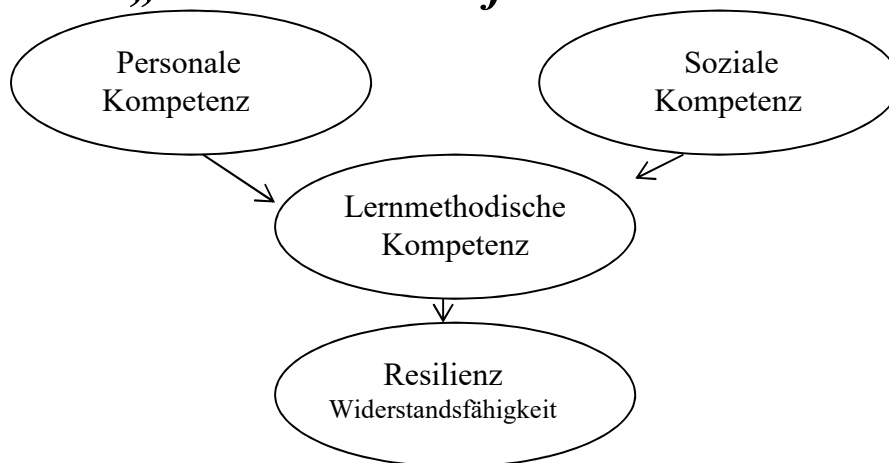 Personale
Kompetenz
Soziale
Kompetenz
Lernmethodische
Kompetenz
Resilienz
Widerstandsfähigkeit